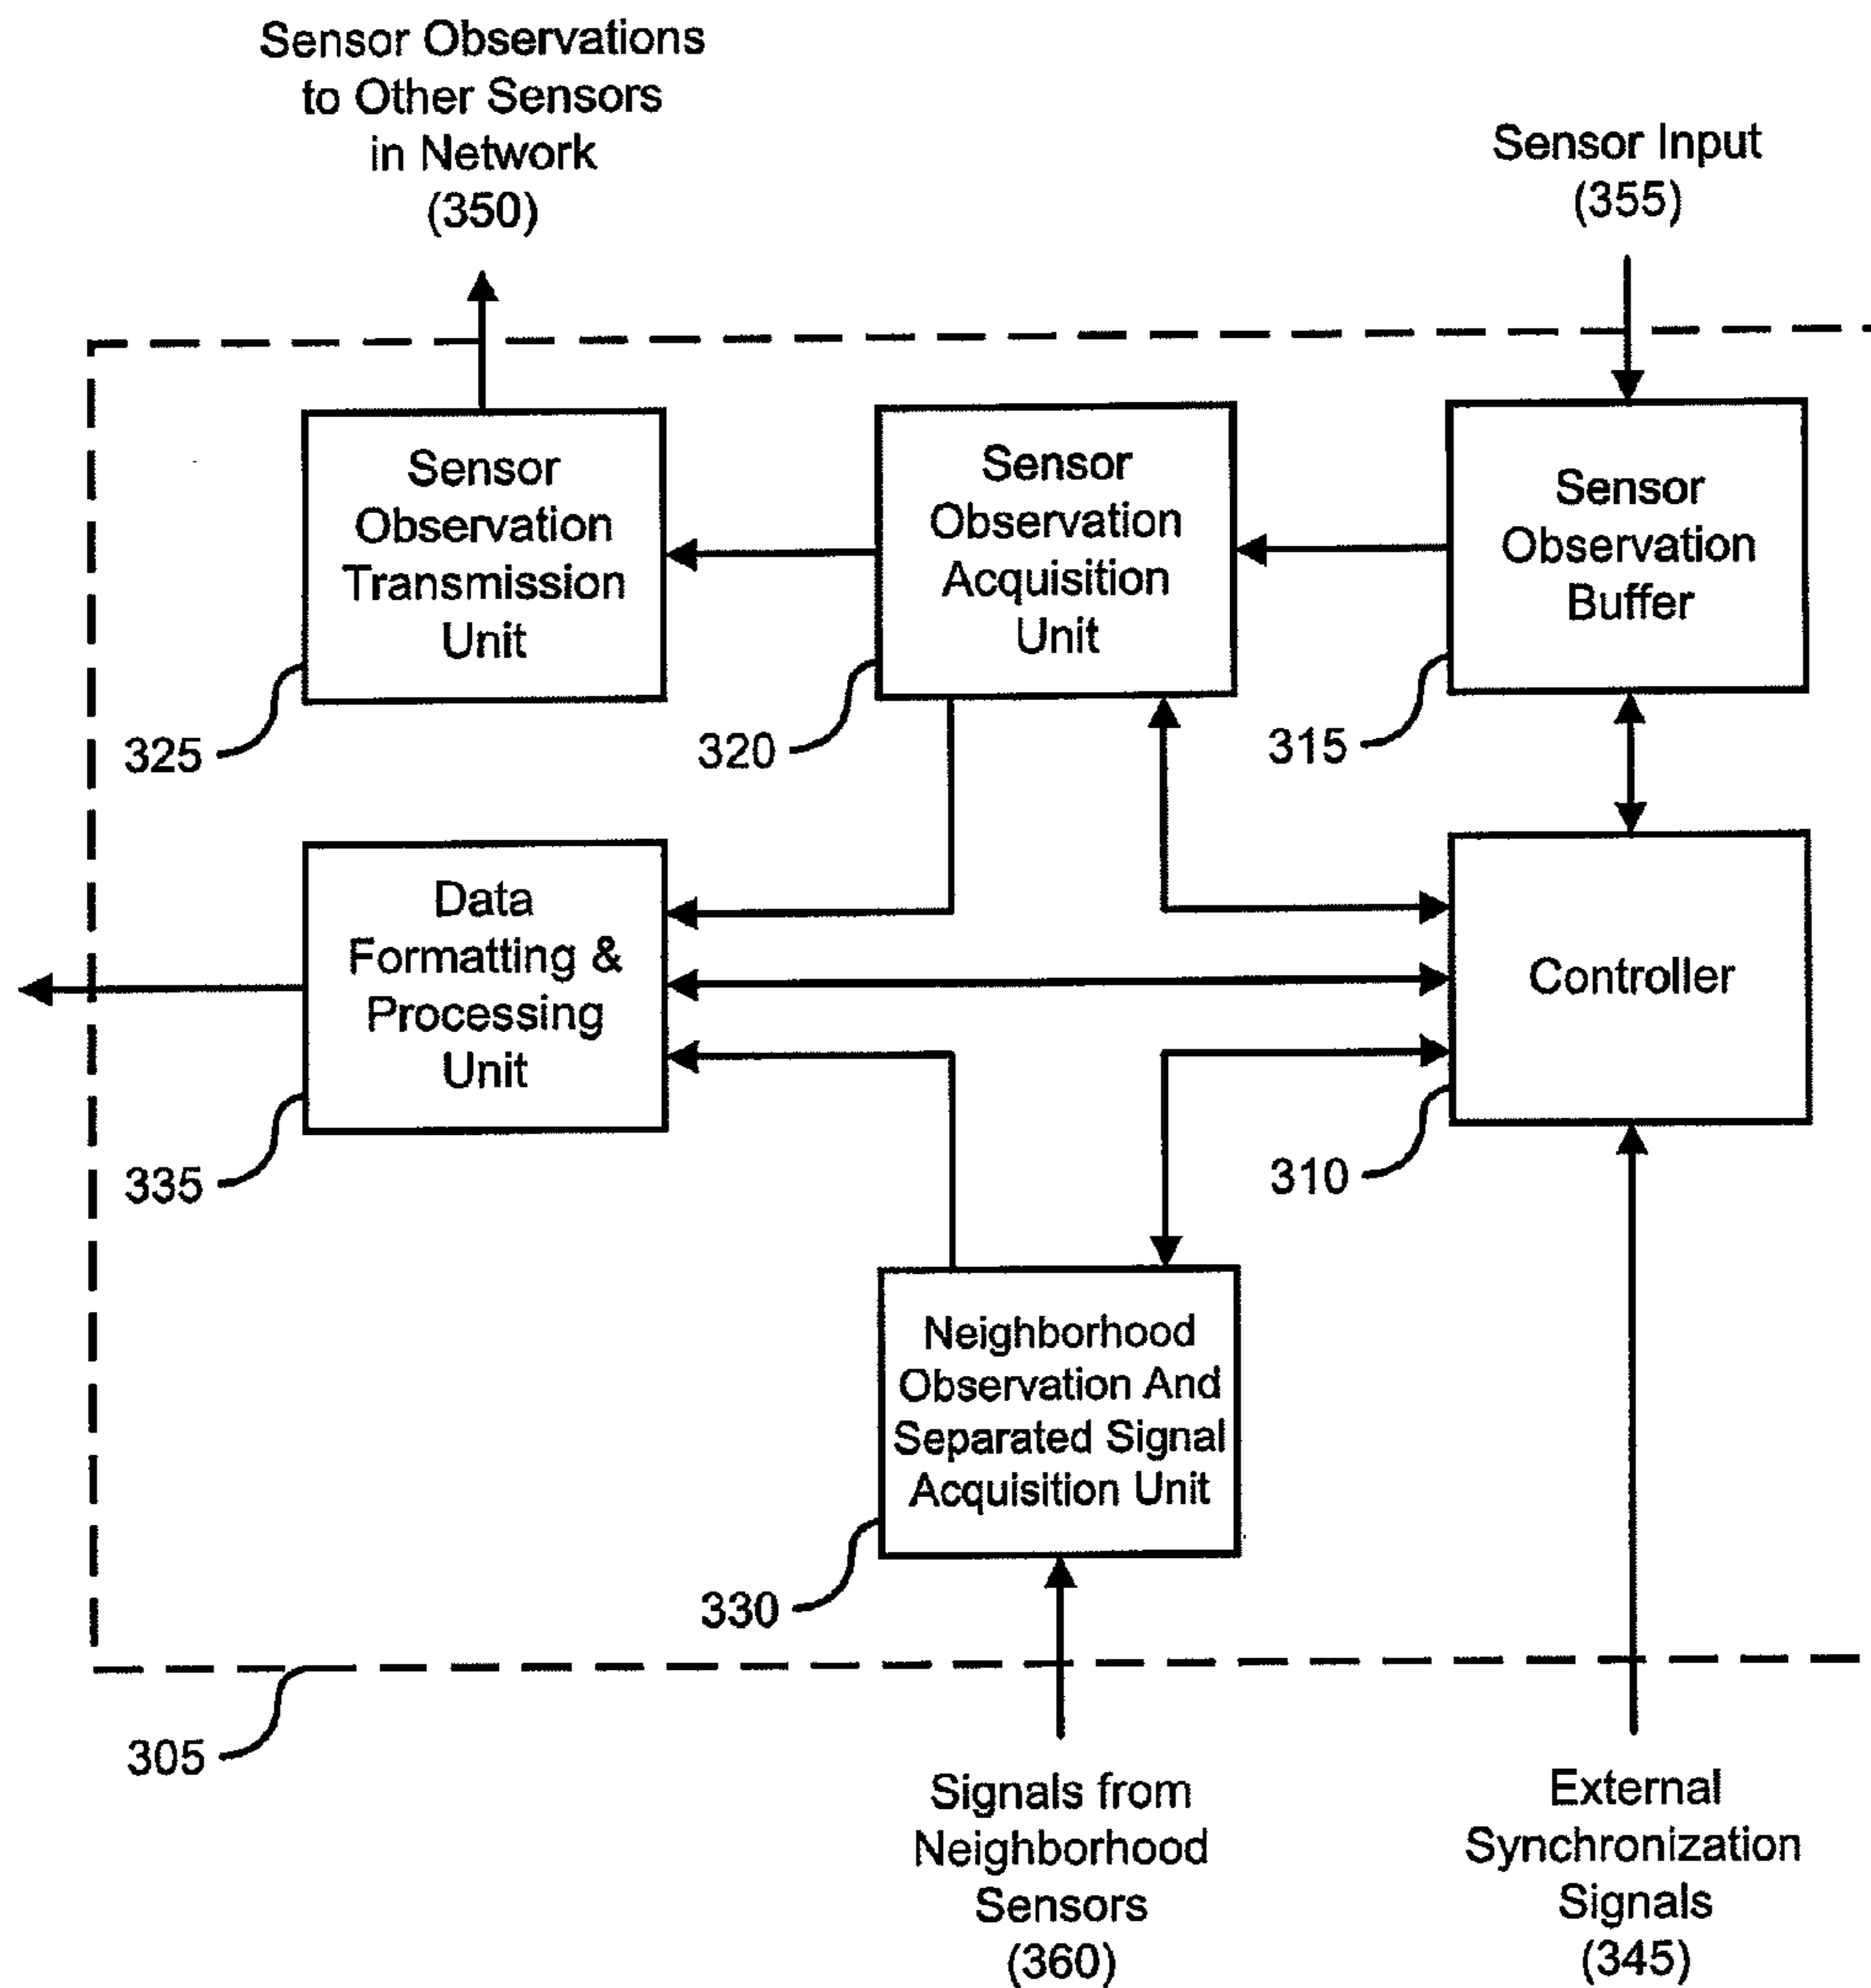 Sensor Observations
to Other Sensors
in Network
(350)
Sensor Input
(355)
Sensor
Observation
Transmission
Unit
Sensor
Observation
Acquisition
Unit
Sensor
Observation
Buffer
325
320
315
Data
Formatting &
Processing
Unit
Controller
335
310
Neighborhood
Observation And
Separated Signal
Acquisition Unit
330
305
Signals from
Neighborhood
Sensors
(360)
External
Synchronization
Signals
(345)